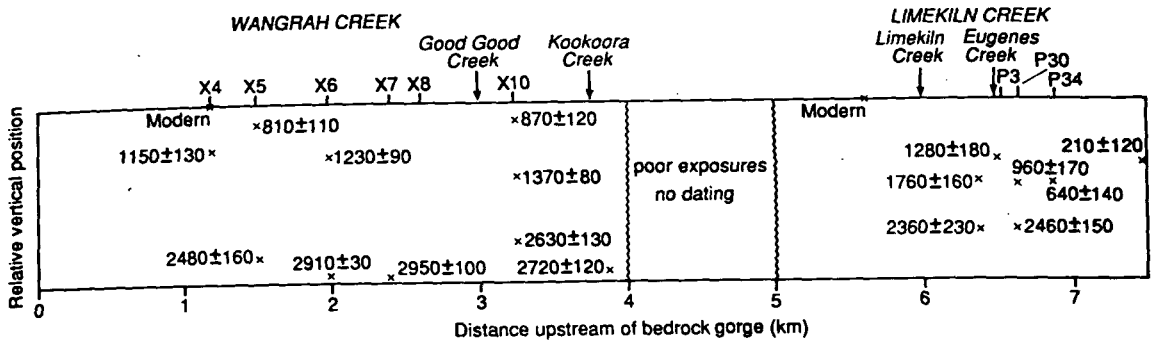 WANGRAH CREEK
LIMEKILN CREEK
Good Good Creek
Kookoora Creek
Limekiln Creek
Eugenes Creek
P30
X4 X5 X6 X7 X8 X10 P3 P34
Relative vertical position
Modern
810±110
870±120
Modern
1150±130
1230±90
1370±80
poor exposures
no dating
1280±180
210±120
960±170
1760±160
640±140
2480±160
2910±30
2950±100
2630±130
2720±120
2360±230
2460±150
0 1 2 3 4 5 6 7
Distance upstream of bedrock gorge (km)